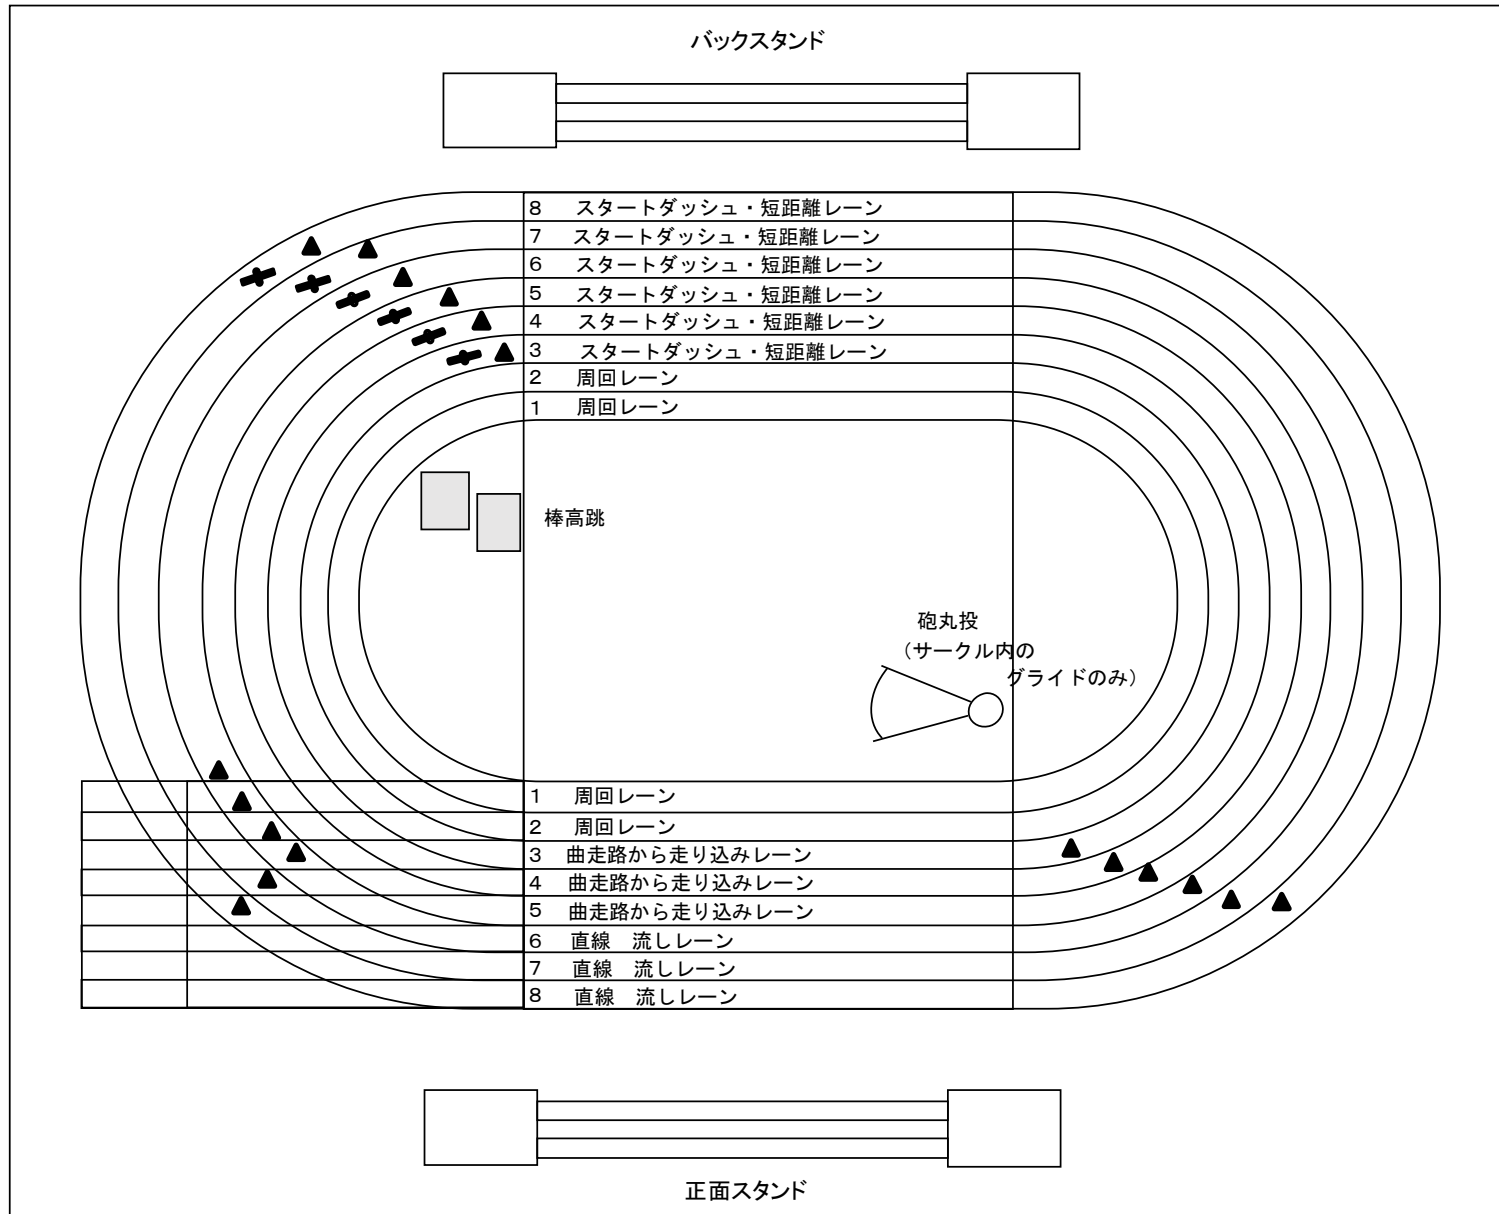 バックスタンド
8 スタートダッシュ・短距離レーン
7 スタートダッシュ・短距離レーン
6 スタートダッシュ・短距離レーン
5 スタートダッシュ・短距離レーン
4 スタートダッシュ・短距離レーン
3 スタートダッシュ・短距離レーン
2 周回レーン
1 周回レーン
棒高跳
砲丸投
（サークル内の
グライドのみ）
1 周回レーン
2 周回レーン
3 曲走路から走り込みレーン
4 曲走路から走り込みレーン
5 曲走路から走り込みレーン
6 直線　流しレーン
7 直線　流しレーン
8 直線　流しレーン
正面スタンド